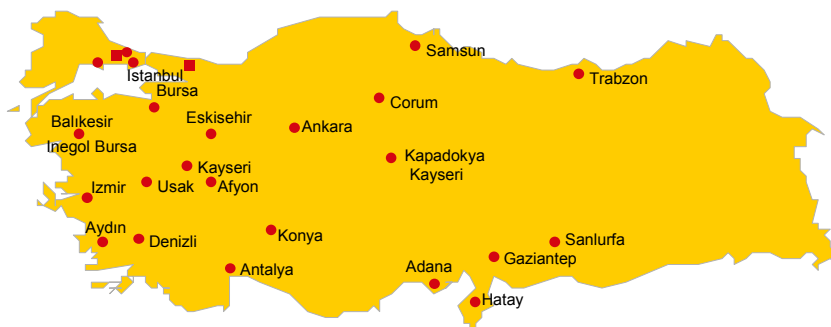 Samsun
Istanbul
Trabzon
Bursa
Corum
Balıkesir
Eskisehir
Ankara
Inegol Bursa
Kapadokya
Kayseri
Kayseri
Izmir
Usak
Afyon
Aydın
Denizli
Konya
Sanlurfa
Gaziantep
Antalya
Adana
Hatay